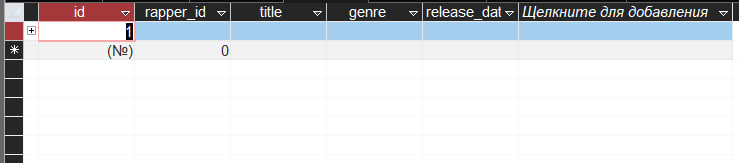 id rapper_id title genre release_dat Щелкните для добавления
1
(№) 0